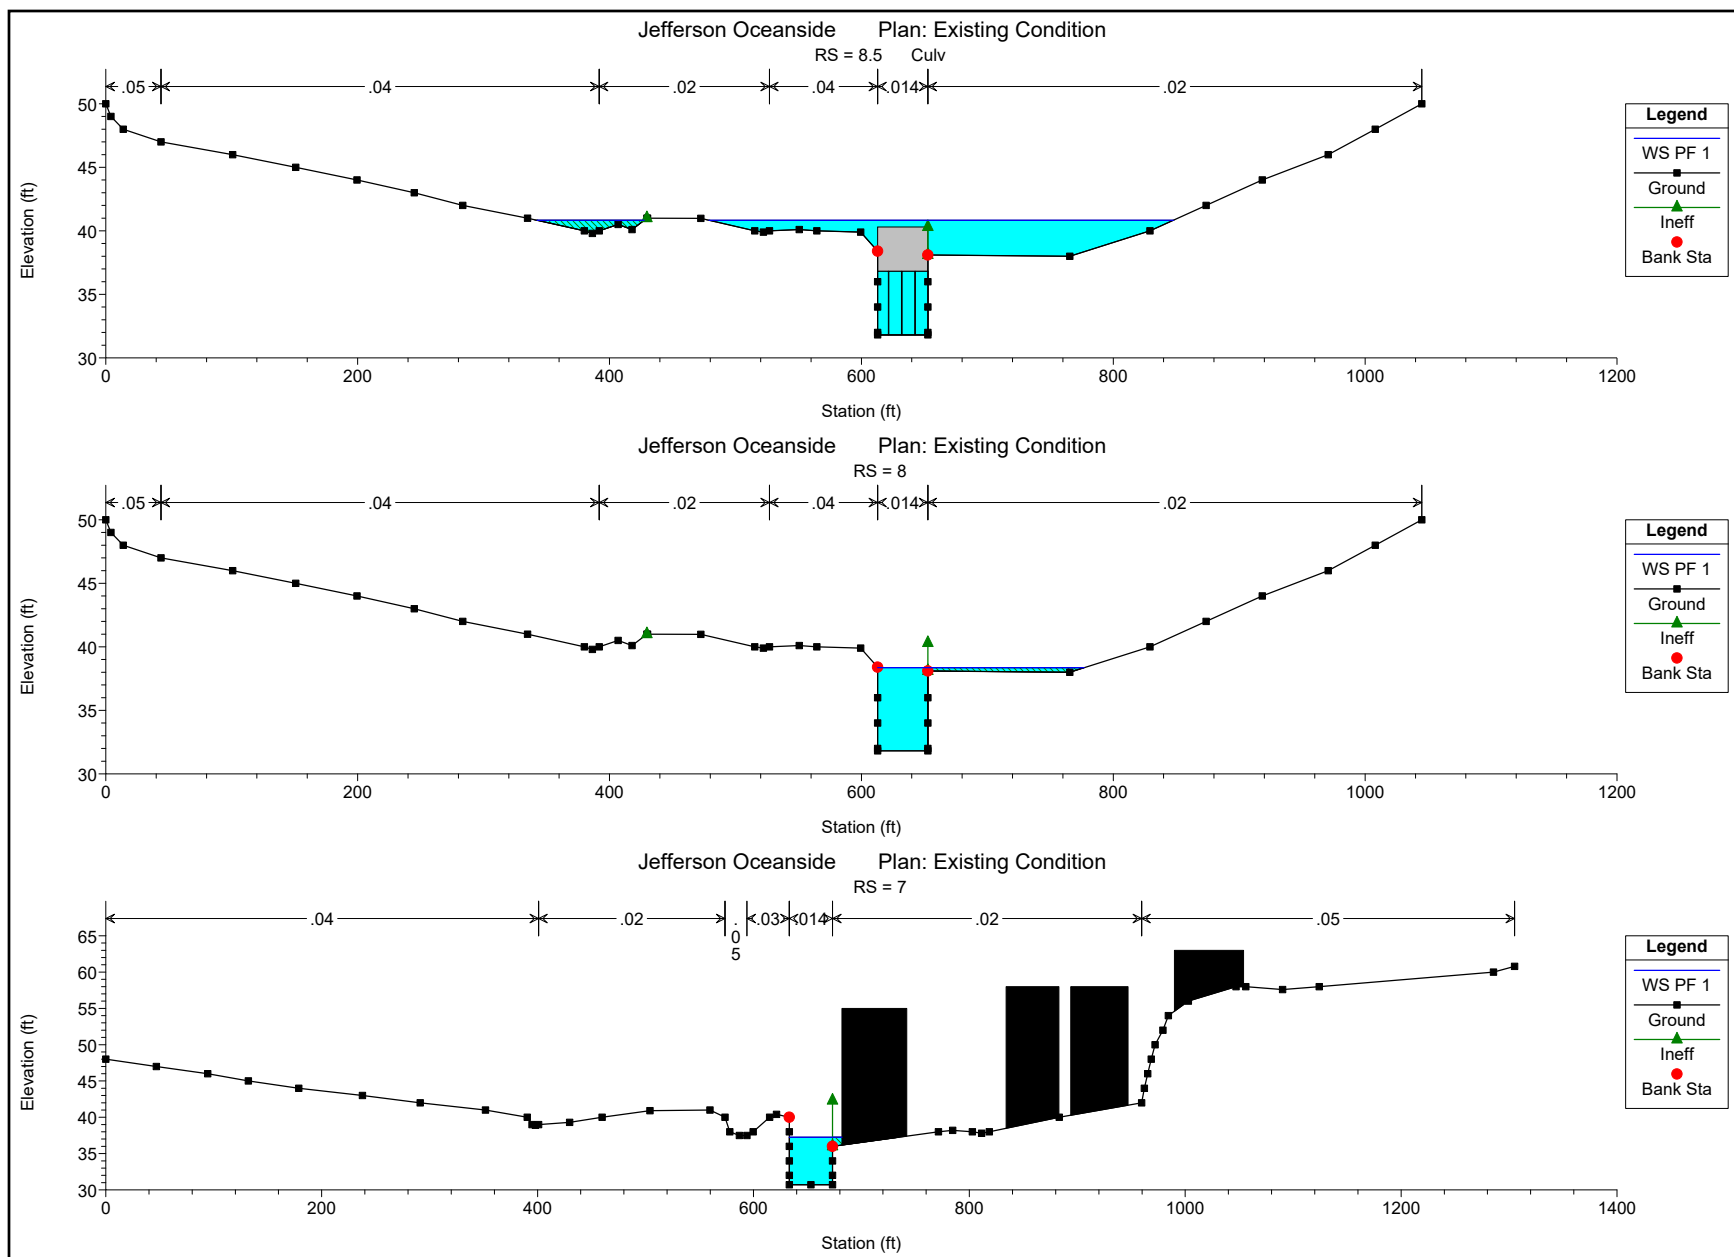 Jefferson Oceanside Plan: Existing Condition
RS = 8.5 Culv
.05 .04 .02 .04 .014 .02
50
45
40
35
30
Elevation (ft)
0 200 400 600 800 1000 1200
Station (ft)
Legend
WS PF 1
Ground
Ineff
Bank Sta
Jefferson Oceanside Plan: Existing Condition
RS = 8
.05 .04 .02 .04 .014 .02
50
45
40
35
30
Elevation (ft)
0 200 400 600 800 1000 1200
Station (ft)
Legend
WS PF 1
Ground
Ineff
Bank Sta
Jefferson Oceanside Plan: Existing Condition
RS = 7
.04 .02 .05 .03 .014 .02 .05
65
60
55
50
45
40
35
30
Elevation (ft)
0 200 400 600 800 1000 1200 1400
Station (ft)
Legend
WS PF 1
Ground
Ineff
Bank Sta